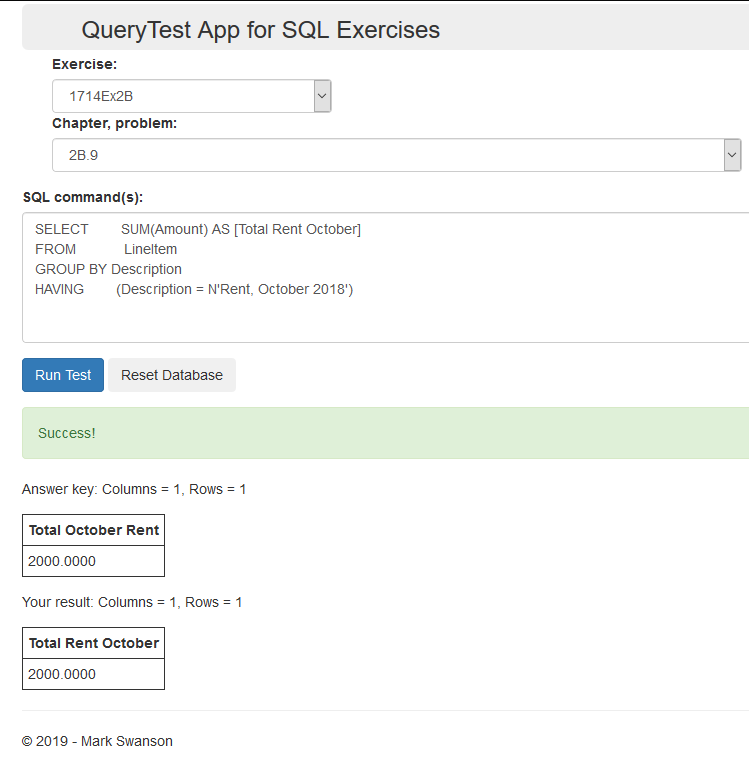 QueryTest App for SQL Exercises
Exercise:
1714Ex2B
Chapter, problem:
2B.9
SQL command(s):
SELECT SUM(Amount) AS [Total Rent October]
FROM LineItem
GROUP BY Description
HAVING (Description = N'Rent, October 2018')
Run Test Reset Database
Success!
Answer key: Columns = 1, Rows = 1
Total October Rent
2000.0000
Your result: Columns = 1, Rows = 1
Total Rent October
2000.0000
© 2019 - Mark Swanson